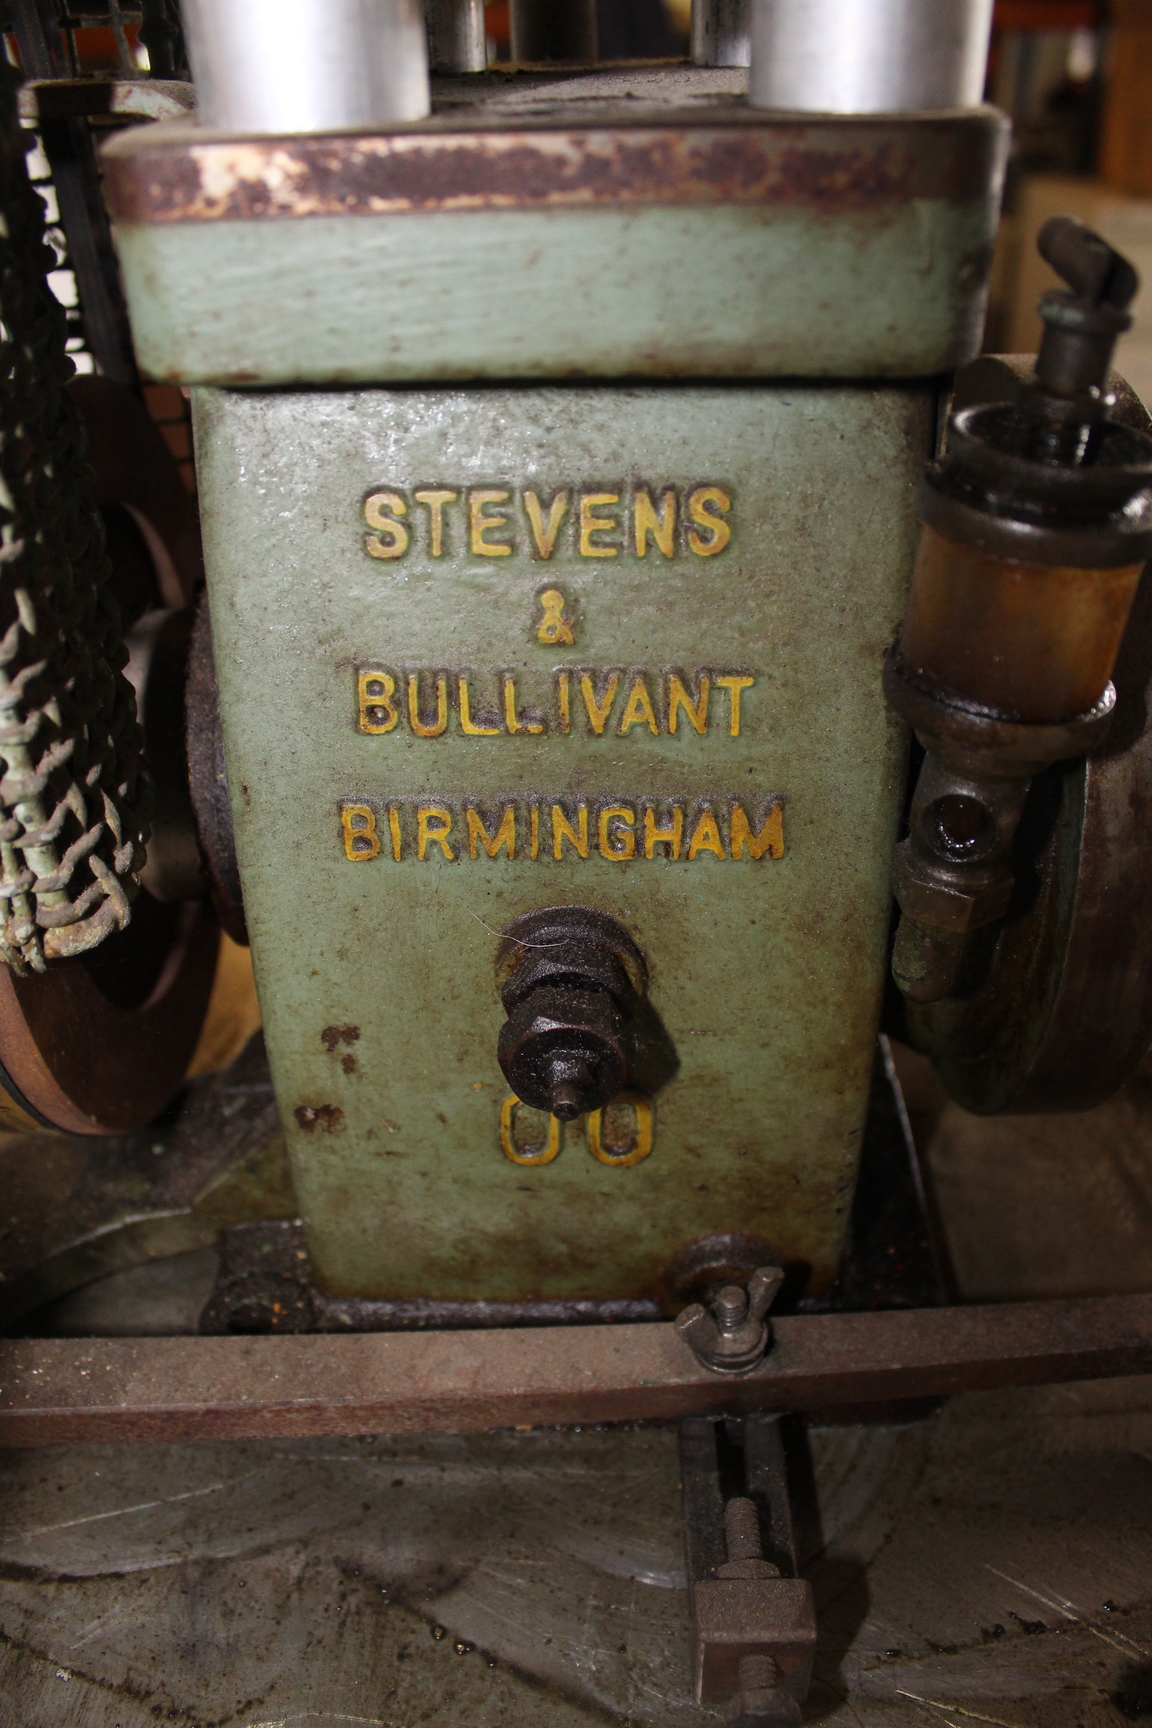 STEVENS
&
BULLIVANT
BIRMINGHAM
00